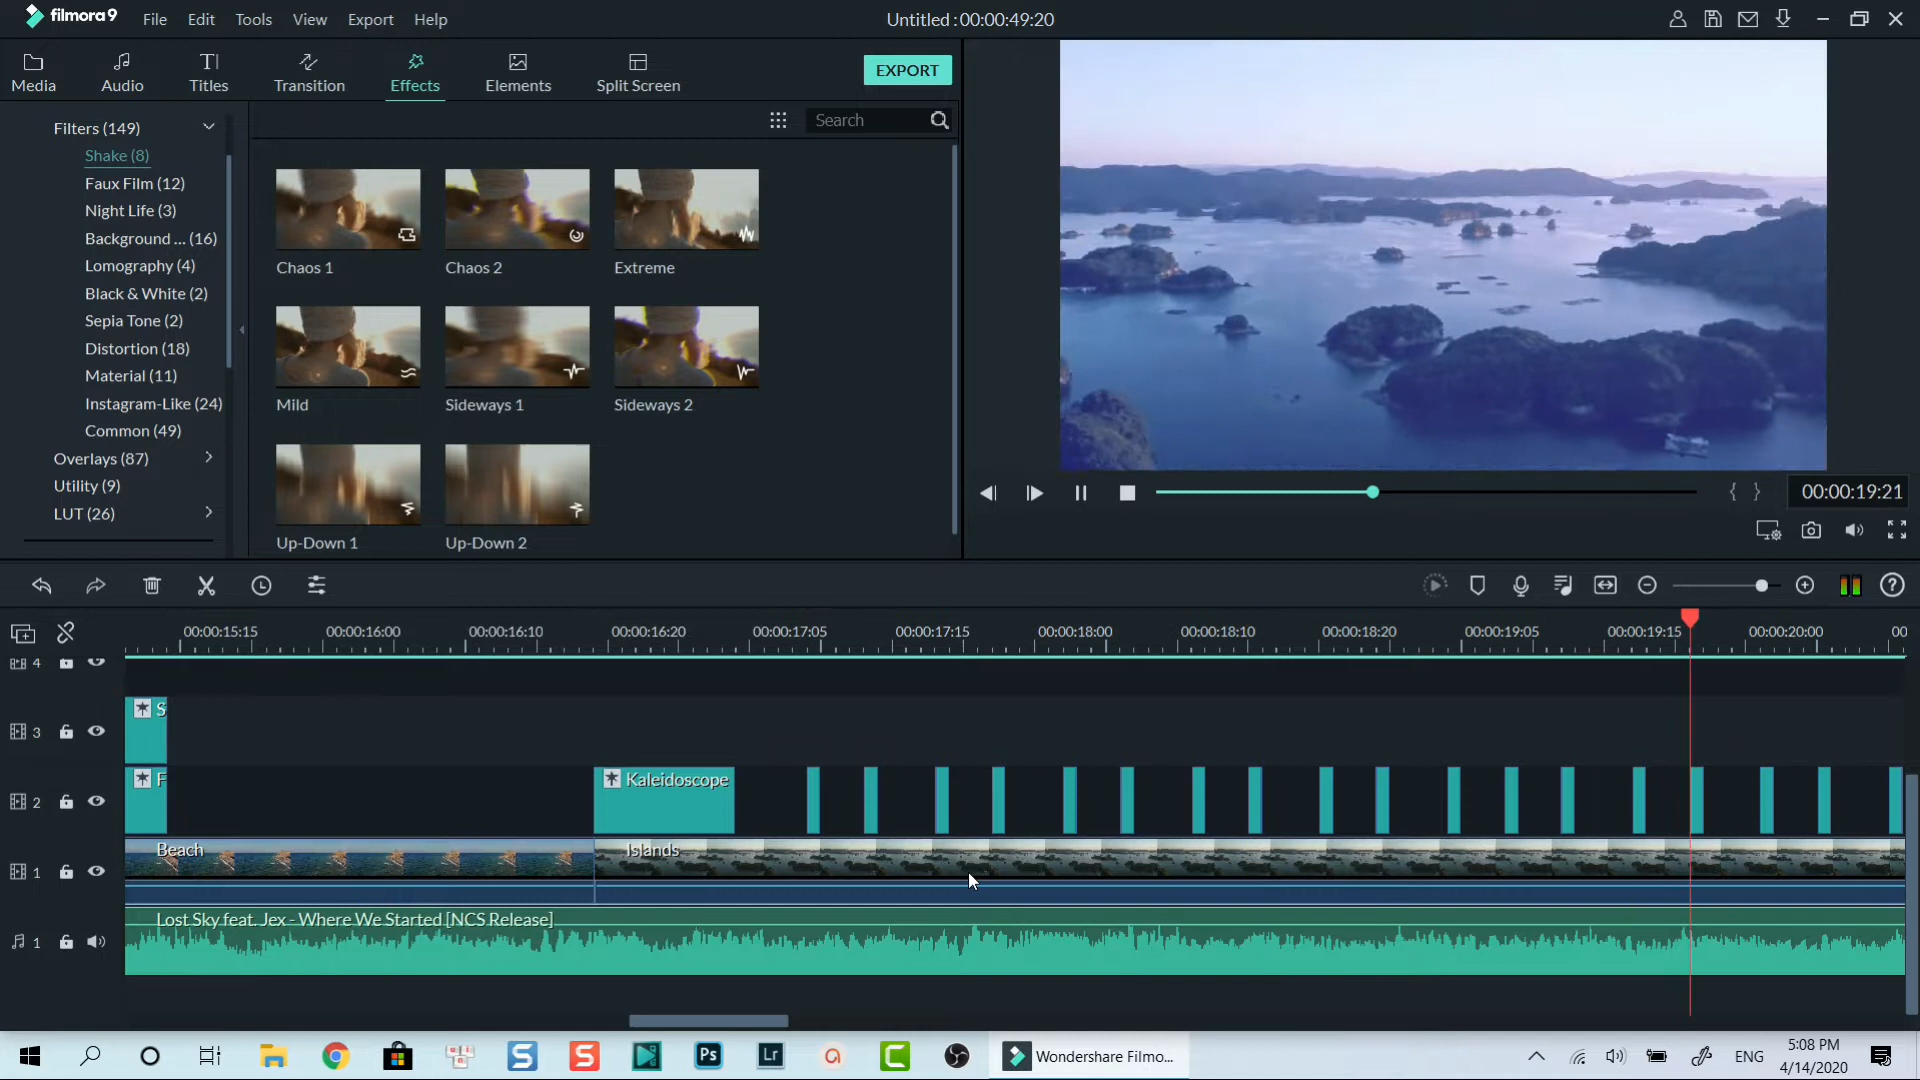 filmora9
File
Edit
Tools
View
Export
Help
Untitled : 00:00:49:20
Media
Audio
Titles
Transition
Effects
Elements
Split Screen
EXPORT
Filters (149)
Shake (8)
Faux Film (12)
Night Life (3)
Background ... (16)
Lomography (4)
Black & White (2)
Sepia Tone (2)
Distortion (18)
Material (11)
Instagram-Like (24)
Common (49)
Overlays (87)
Utility (9)
LUT (26)
Search
Chaos 1
Chaos 2
Extreme
Mild
Sideways 1
Sideways 2
Up-Down 1
Up-Down 2
00:00:19:21
00:00:15:15
00:00:16:00
00:00:16:10
00:00:16:20
00:00:17:05
00:00:17:15
00:00:18:00
00:00:18:10
00:00:18:20
00:00:19:05
00:00:19:15
00:00:20:00
00
4
3
S
2
F
Kaleidoscope
1
Beach
Islands
1
Lost Sky feat. Jex - Where We Started [NCS Release]
S
S
Ps
Lr
Wondershare Filmo...
ENG
5:08 PM
4/14/2020